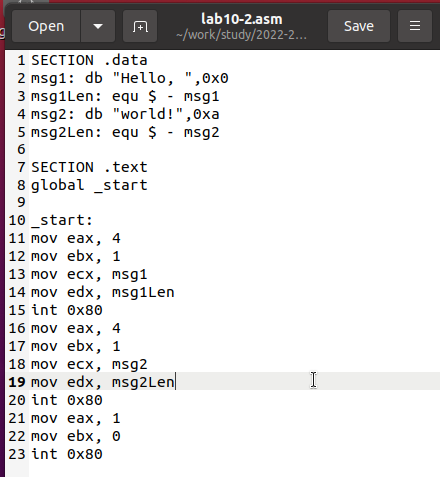 Open
lab10-2.asm
~/work/study/2022-2...
Save
1 SECTION .data
2 msg1: db "Hello, ",0x0
3 msg1Len: equ $ - msg1
4 msg2: db "world!",0xa
5 msg2Len: equ $ - msg2
6
7 SECTION .text
8 global _start
9
10 _start:
11 mov eax, 4
12 mov ebx, 1
13 mov ecx, msg1
14 mov edx, msg1Len
15 int 0x80
16 mov eax, 4
17 mov ebx, 1
18 mov ecx, msg2
19 mov edx, msg2Len
20 int 0x80
21 mov eax, 1
22 mov ebx, 0
23 int 0x80